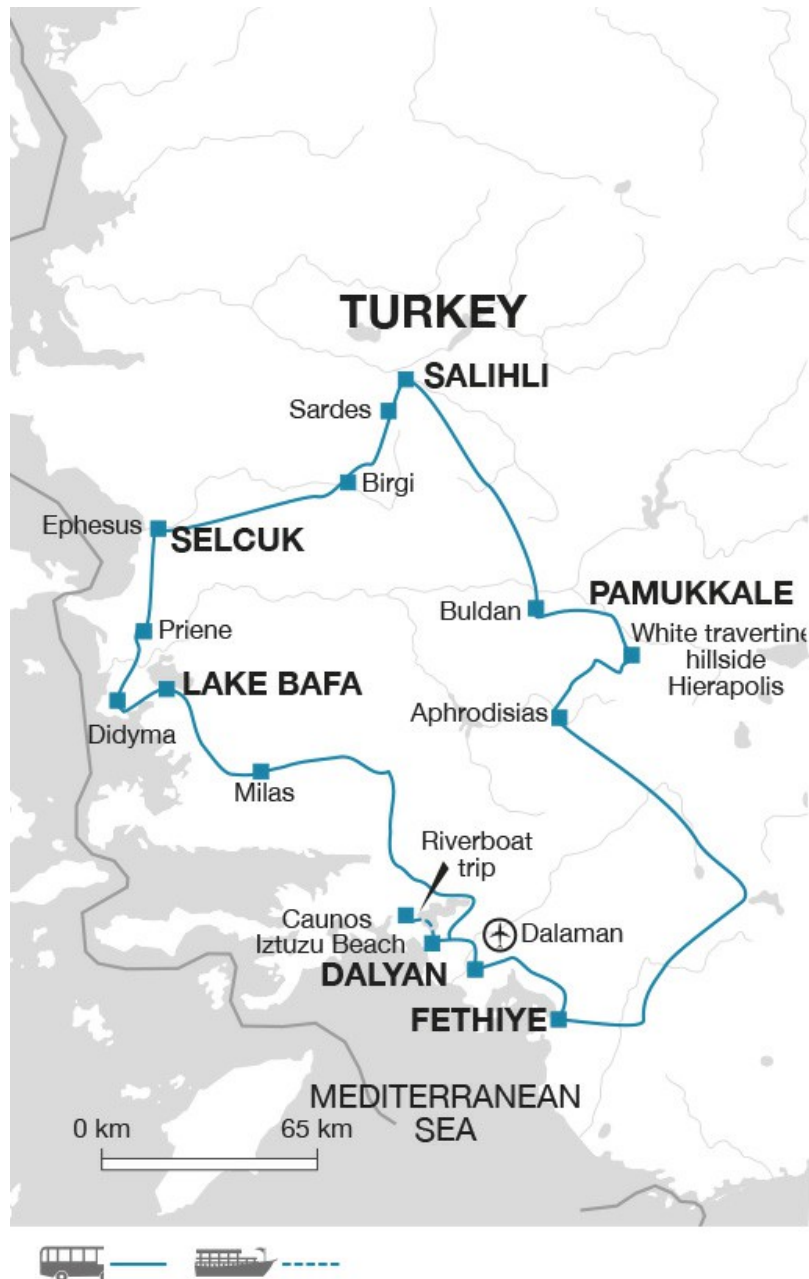 TURKEY
SALIHLI
Sardes
Birgi
Ephesus
SELCUK
PAMUKKALE
Buldan
White travertine
hillside
Hierapolis
Priene
LAKE BAFA
Aphrodisias
Didyma
Milas
Riverboat
trip
Caunos
Iztuzu Beach
Dalaman
DALYAN
FETHIYE
MEDITERRANEAN
SEA
0 km 65 km